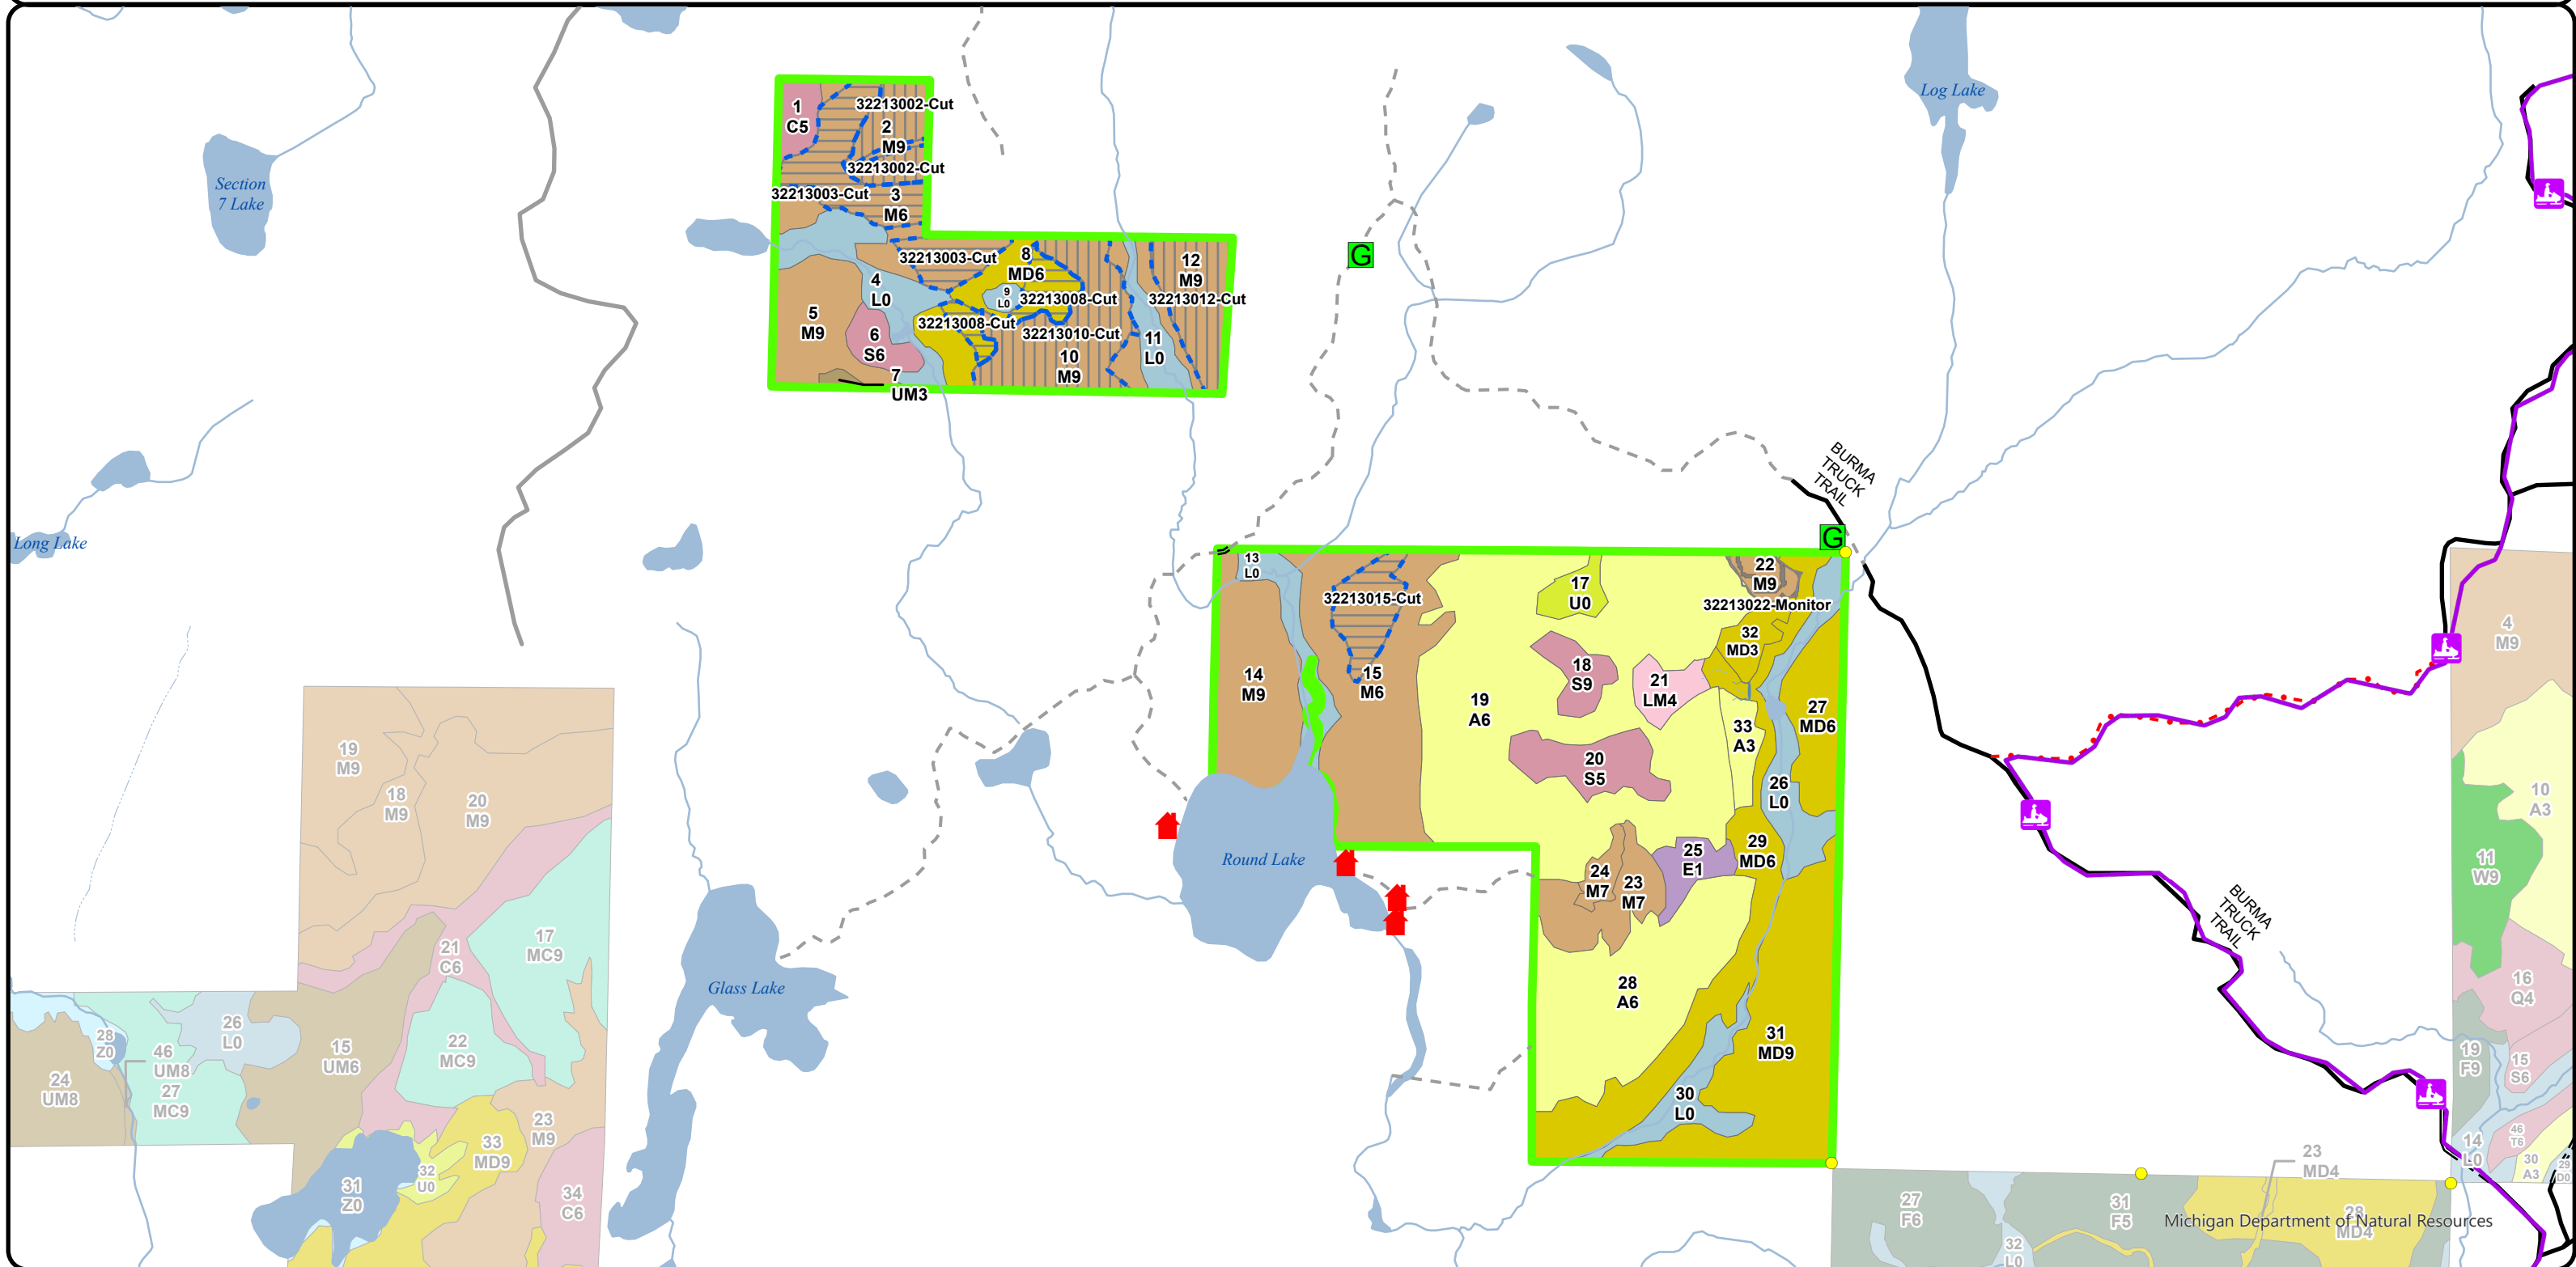 Log Lake
1
C5
32213002-Cut
2
M9
32213002-Cut
Section
7 Lake
32213003-Cut
3
M6
32213003-Cut
8
MD6
4
L0
9
L0
32213008-Cut
12
M9
32213012-Cut
5
M9
32213008-Cut
32213010-Cut
6
S6
11
L0
10
M9
7
UM3
G
BURMA
TRUCK
TRAIL
Long Lake
G
13
L0
32213015-Cut
17
U0
22
M9
32213022-Monitor
32
MD3
14
M9
15
M6
18
S9
21
LM4
19
A6
33
A3
27
MD6
20
S5
26
L0
4
M9
19
M9
18
M9
20
M9
10
A3
Round Lake
24
M7
23
M7
25
E1
29
MD6
11
W9
BURMA
TRUCK
TRAIL
21
C6
17
MC9
Glass Lake
28
A6
16
Q4
28
Z0
46
UM8
27
MC9
26
L0
15
UM6
22
MC9
24
UM8
31
MD9
30
L0
19
F9
15
S6
23
M9
33
MD9
32
U0
31
Z0
34
C6
46
T6
14
L0
30
A3
29
D0
23
MD4
27
F6
31
F5
28
MD4
32
L0
Michigan Department of Natural Resources